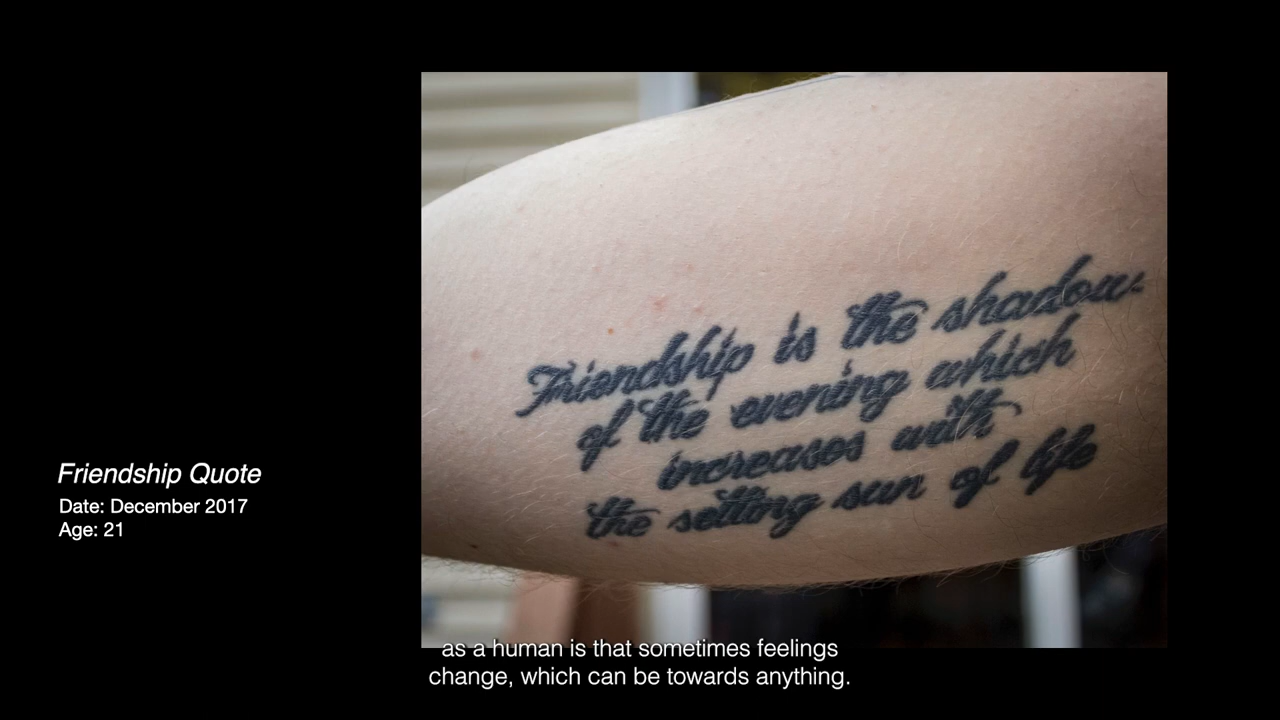 Friendship is the shadow
of the evening which
increases with
the setting sun of life
Friendship Quote
Date: December 2017
Age: 21
as a human is that sometimes feelings
change, which can be towards anything.